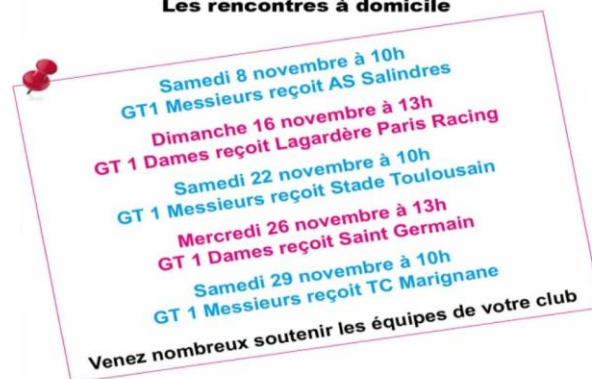 Les rencontres à domicile
Samedi 8 novembre à 10h
GT1 Messieurs reçoit AS Salindres
Dimanche 16 novembre à 13h
GT 1 Dames reçoit Lagardère Paris Racing
Samedi 22 novembre à 10h
GT 1 Messieurs reçoit Stade Toulousain
Mercredi 26 novembre à 13h
GT 1 Dames reçoit Saint Germain
Samedi 29 novembre à 10h
GT 1 Messieurs reçoit TC Marignane
Venez nombreux soutenir les équipes de votre club